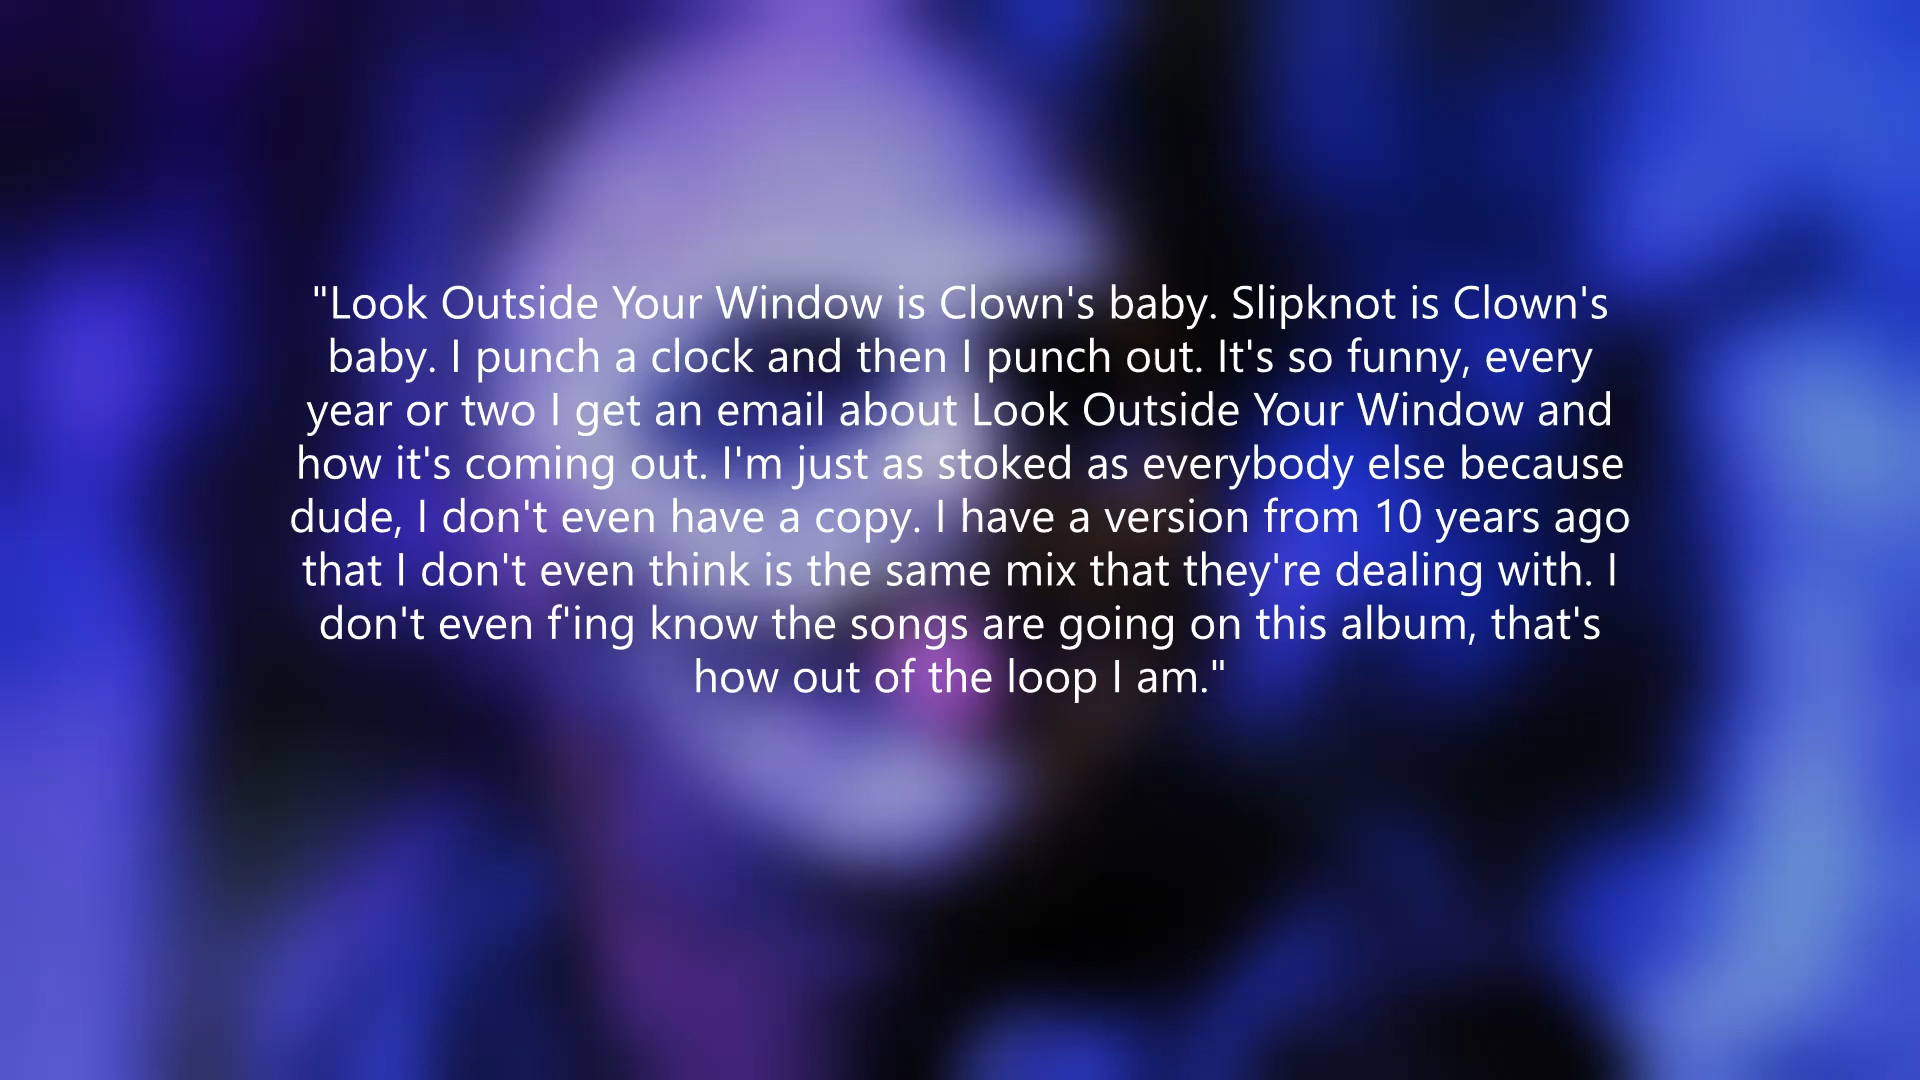 "Look Outside Your Window is Clown's baby. Slipknot is Clown's
baby. I punch a clock and then I punch out. It's so funny, every
year or two I get an email about Look Outside Your Window and
how it's coming out. I'm just as stoked as everybody else because
dude, I don't even have a copy. I have a version from 10 years ago
that I don't even think is the same mix that they're dealing with. I
don't even f'ing know the songs are going on this album, that's
how out of the loop I am."